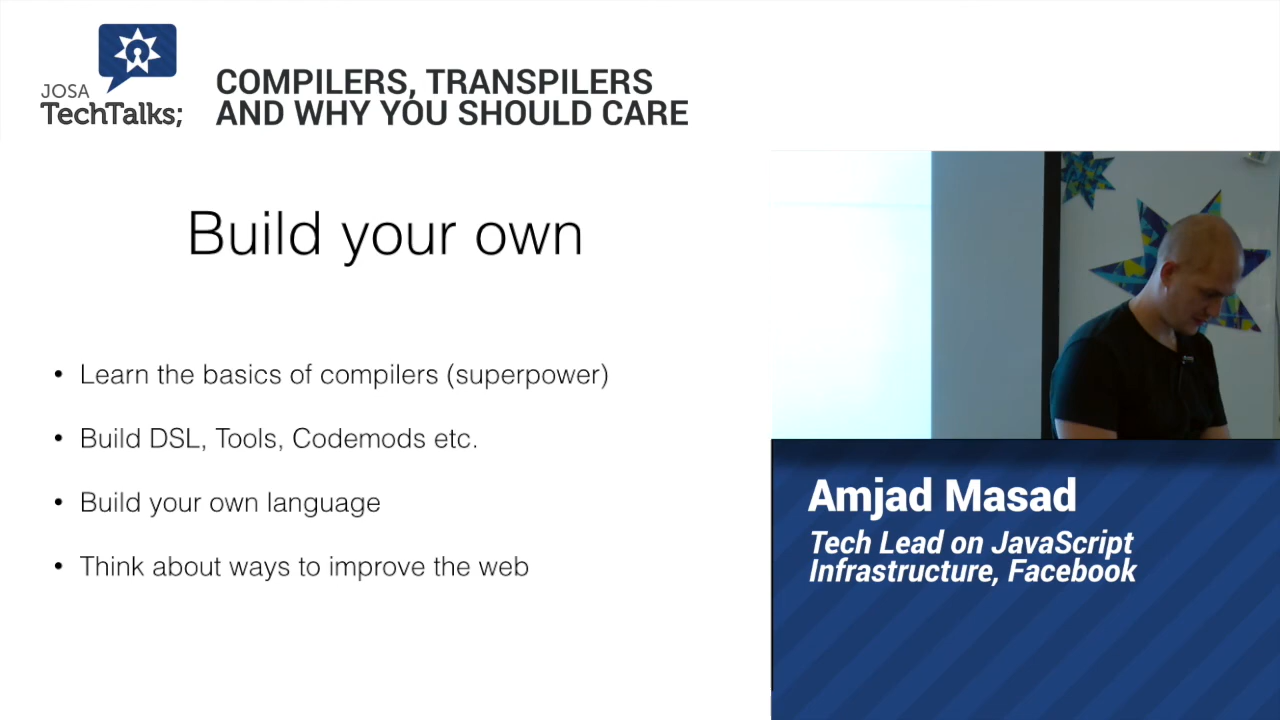 JOSA
TechTalks;
COMPILERS, TRANSPILERS
AND WHY YOU SHOULD CARE
Build your own
• Learn the basics of compilers (superpower)
• Build DSL, Tools, Codemods etc.
• Build your own language
• Think about ways to improve the web
Amjad Masad
Tech Lead on JavaScript
Infrastructure, Facebook